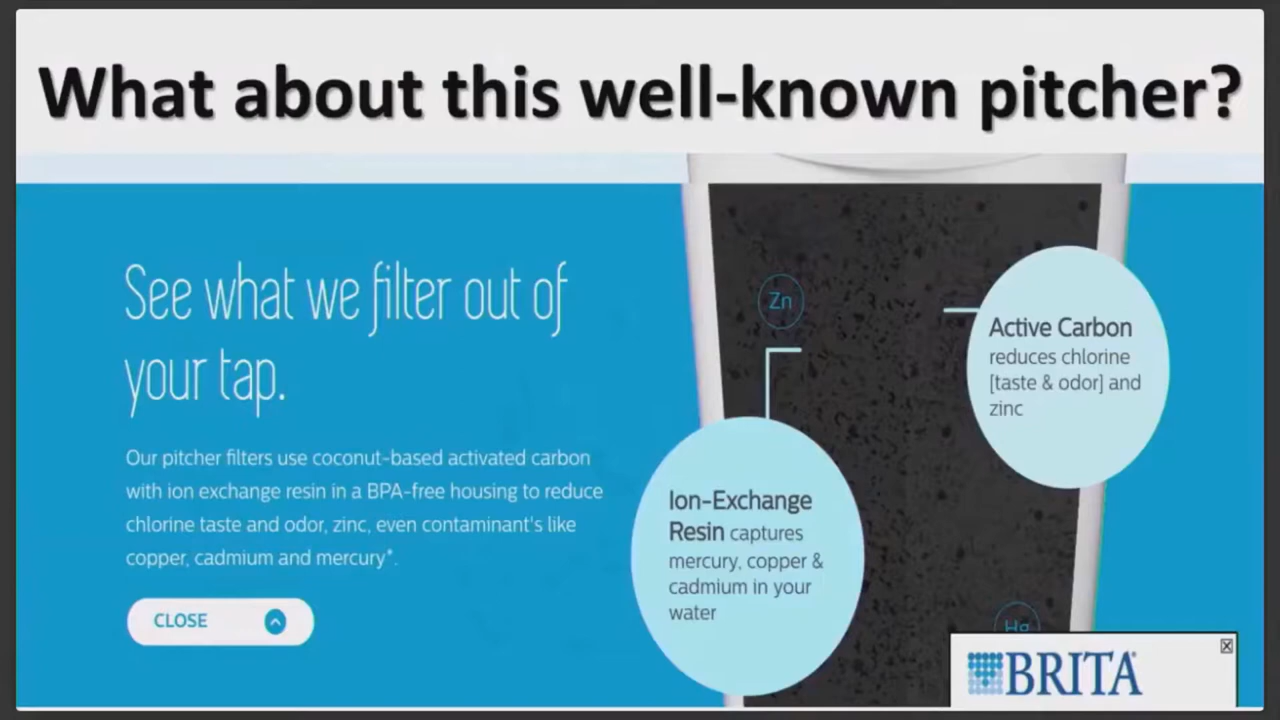 What about this well-known pitcher?
See what we filter out of
your tap.
Our pitcher filters use coconut-based activated carbon
with ion exchange resin in a BPA-free housing to reduce
chlorine taste and odor, zinc, even contaminant's like
copper, cadmium and mercury*.
CLOSE
Zn
Active Carbon
reduces chlorine
[taste & odor] and
zinc
Ion-Exchange
Resin captures
mercury, copper &
cadmium in your
water
Hg
BRITA